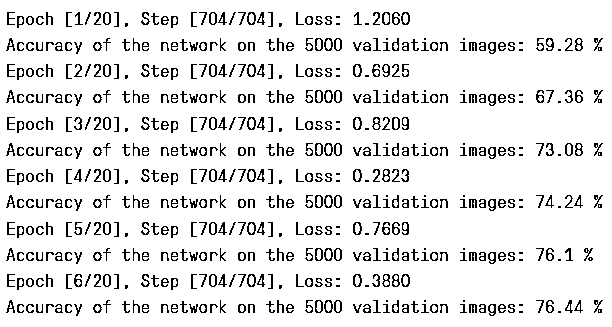 Epoch [1/20], Step [704/704], Loss: 1.2060
Accuracy of the network on the 5000 validation images: 59.28 %
Epoch [2/20], Step [704/704], Loss: 0.6925
Accuracy of the network on the 5000 validation images: 67.36 %
Epoch [3/20], Step [704/704], Loss: 0.8209
Accuracy of the network on the 5000 validation images: 73.08 %
Epoch [4/20], Step [704/704], Loss: 0.2823
Accuracy of the network on the 5000 validation images: 74.24 %
Epoch [5/20], Step [704/704], Loss: 0.7669
Accuracy of the network on the 5000 validation images: 76.1 %
Epoch [6/20], Step [704/704], Loss: 0.3880
Accuracy of the network on the 5000 validation images: 76.44 %